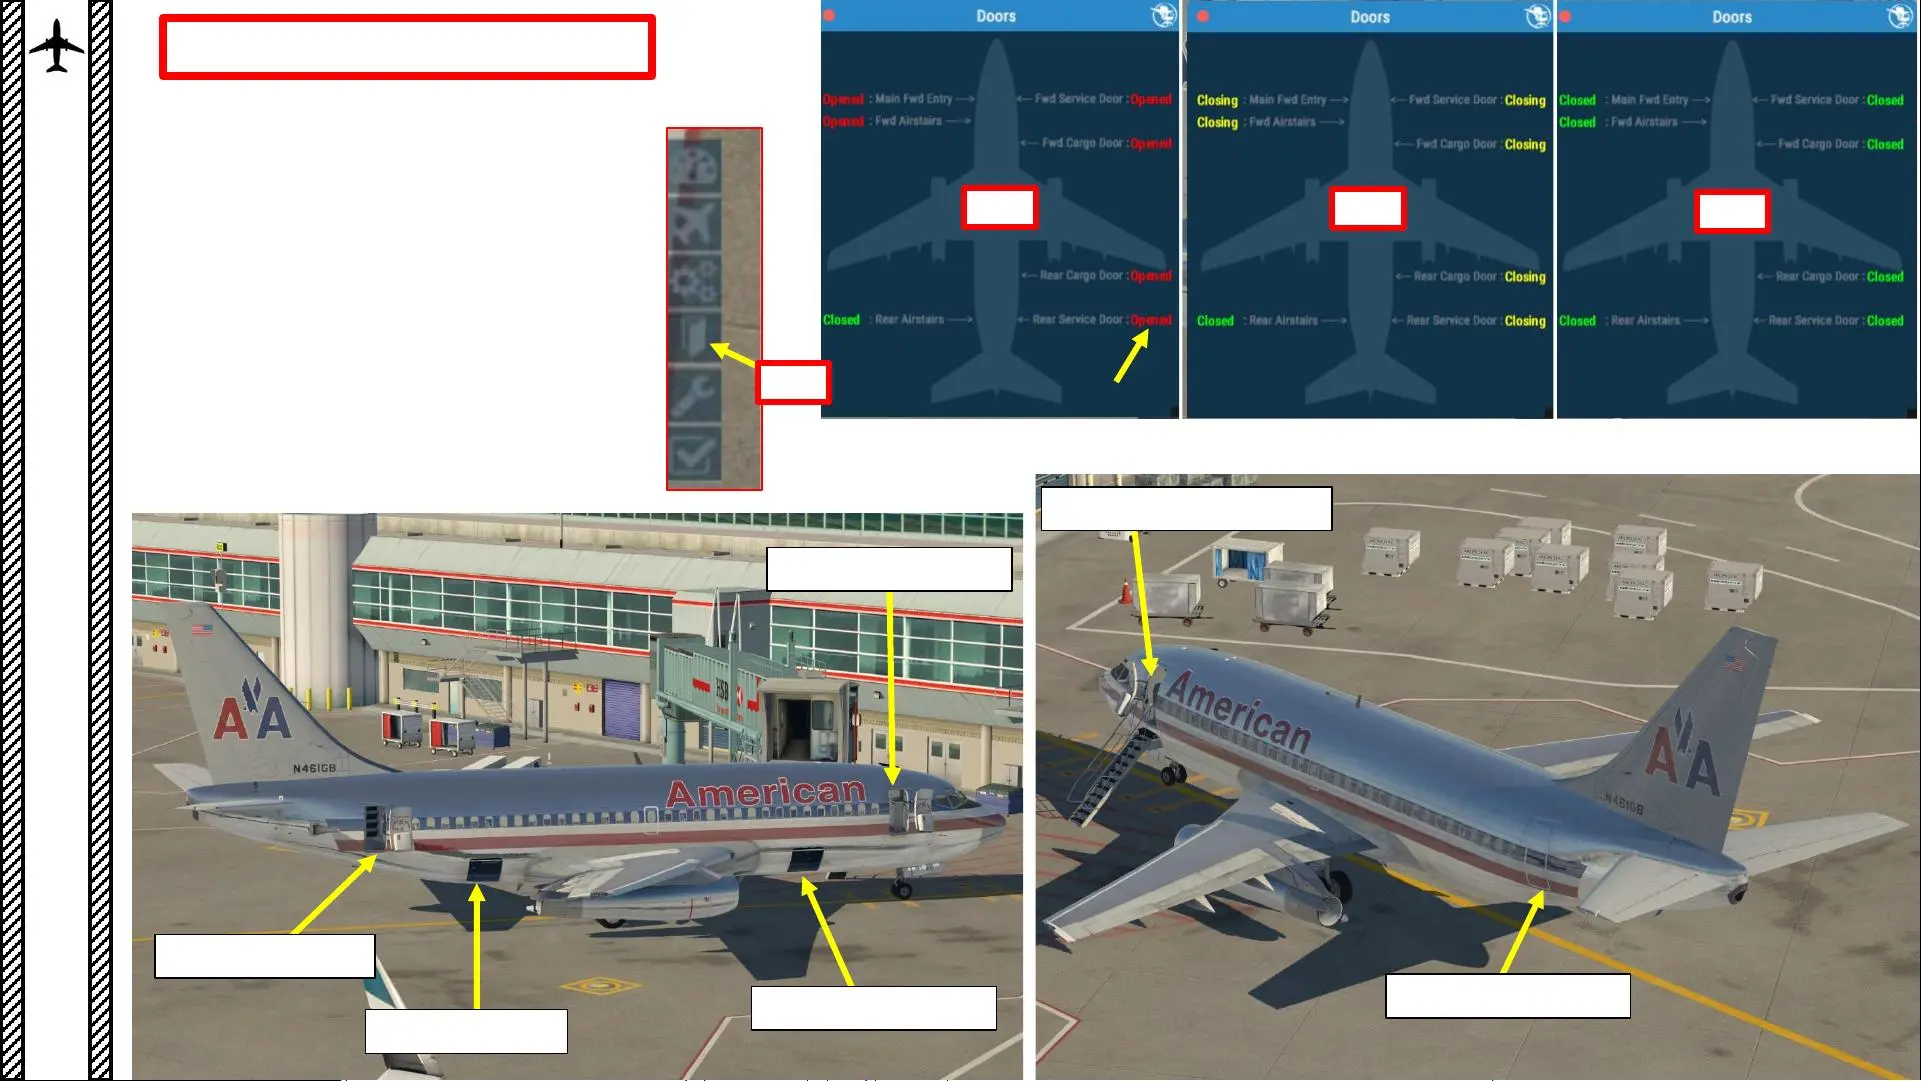 Doors
Opened : Main Fwd Entry
Fwd Service Door : Opened
Opened : Fwd Airstairs
Fwd Cargo Door : Opened
Rear Cargo Door : Opened
Closed : Rear Airstairs
Rear Service Door : Opened
Doors
Closing : Main Fwd Entry
Fwd Service Door : Closing
Closing : Fwd Airstairs
Fwd Cargo Door : Closing
Rear Cargo Door : Closing
Closed : Rear Airstairs
Rear Service Door : Closing
Doors
Closed : Main Fwd Entry
Fwd Service Door : Closed
Closed : Fwd Airstairs
Fwd Cargo Door : Closed
Rear Cargo Door : Closed
Closed : Rear Airstairs
Rear Service Door : Closed
AA
N461GB
American
HSB
American
AA
N461GB